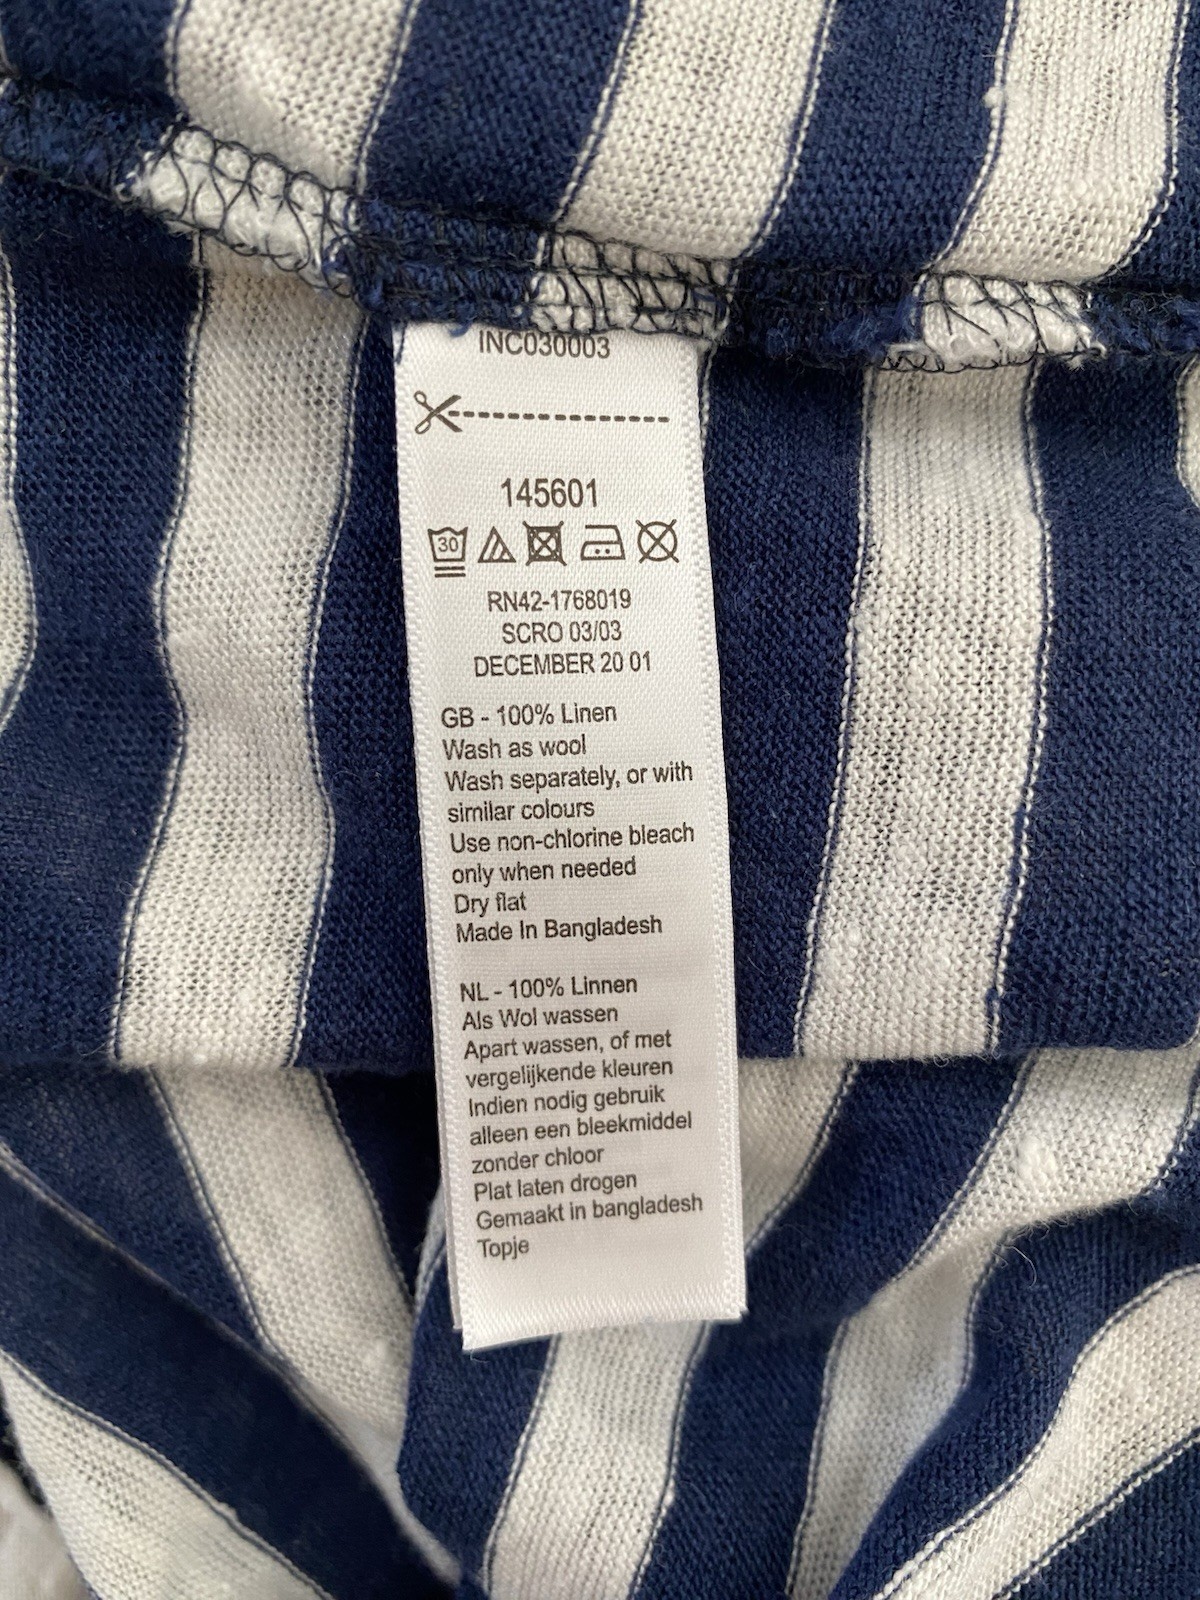 INC030003
145601
30
RN42-1768019
SCRO 03/03
DECEMBER 20 01
GB - 100% Linen
Wash as wool
Wash separately, or with
similar colours
Use non-chlorine bleach
only when needed
Dry flat
Made In Bangladesh
NL - 100% Linnen
Als Wol wassen
Apart wassen, of met
vergelijkende kleuren
Indien nodig gebruik
alleen een bleekmiddel
zonder chloor
Plat laten drogen
Gemaakt in bangladesh
Topje